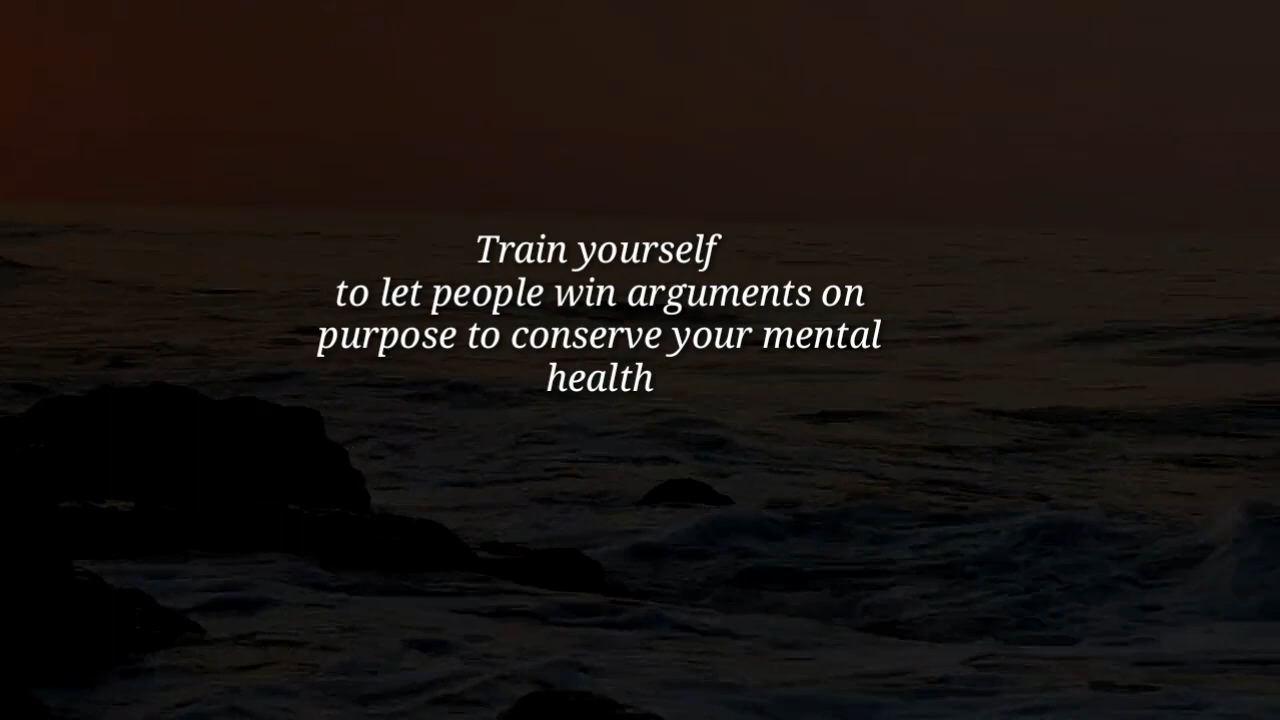 Train yourself
to let people win arguments on
purpose to conserve your mental
health